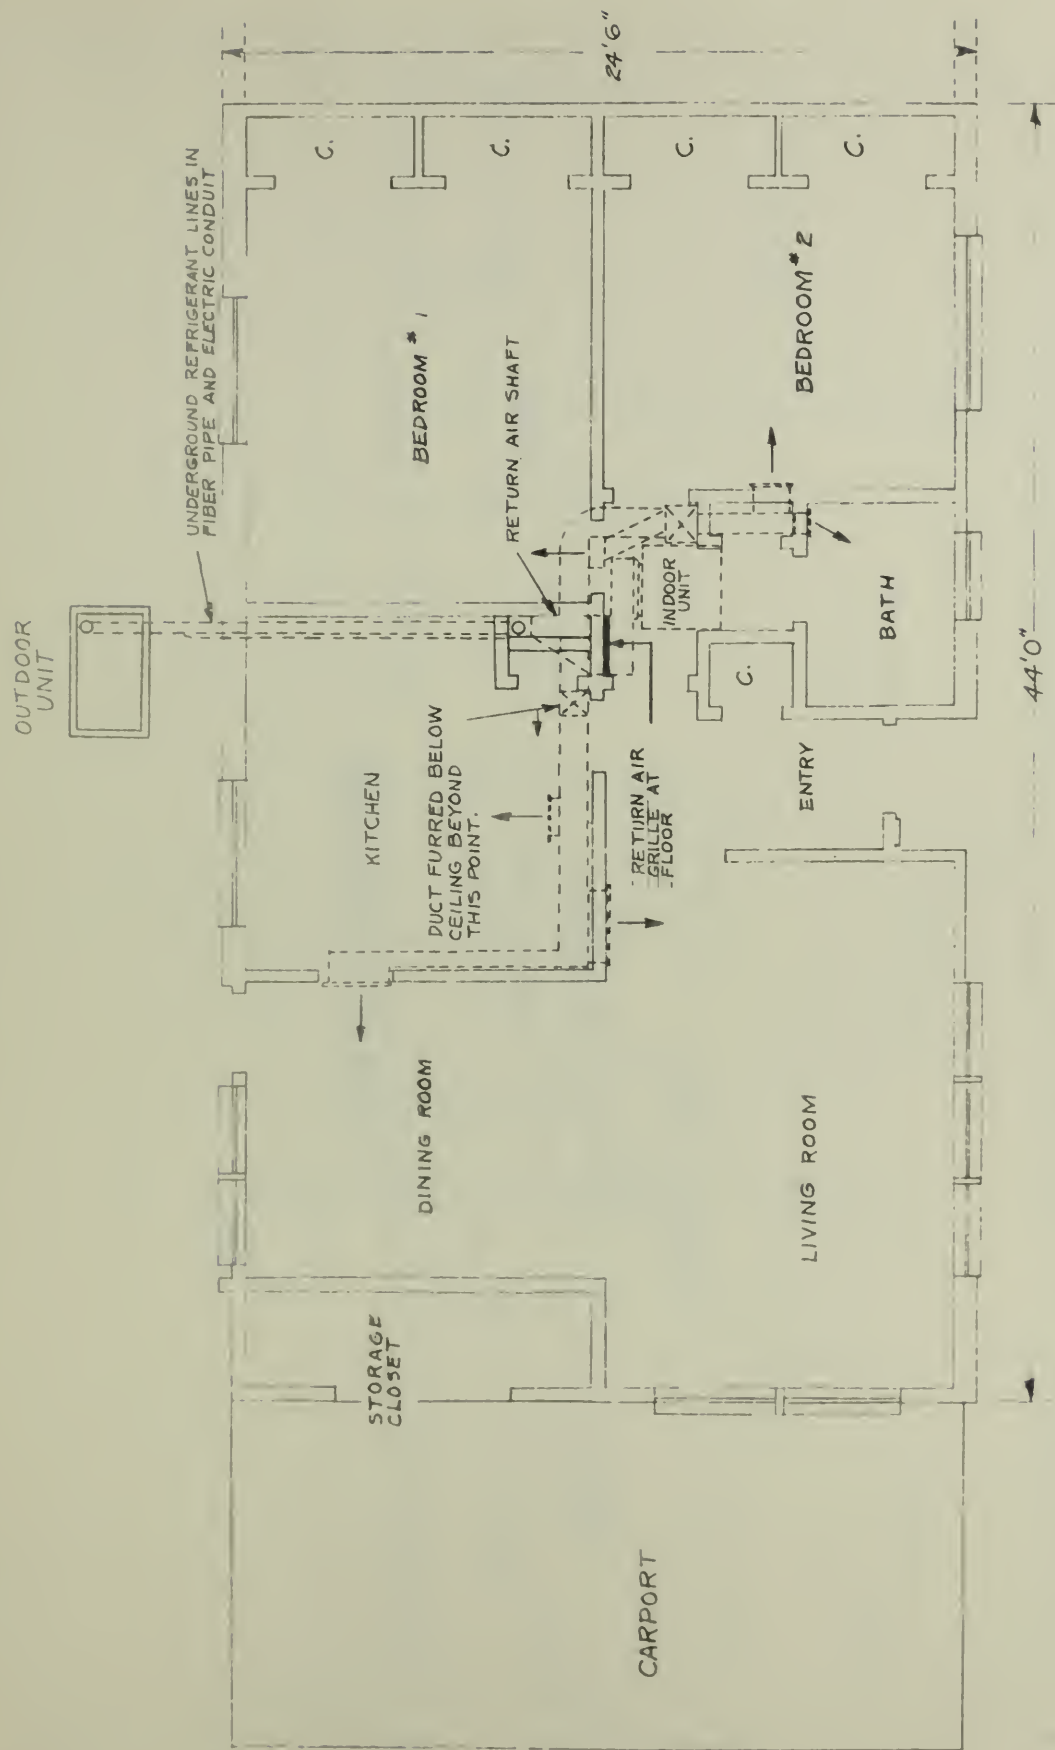 OUTDOOR
UNIT
UNDERGROUND REFRIGERANT LINES IN
FIBER PIPE AND ELECTRIC CONDUIT
24'6"
C.
C.
C.
C.
BEDROOM # 1
RETURN AIR SHAFT
BEDROOM # 2
INDOOR
UNIT
BATH
C.
KITCHEN
DUCT FURRED BELOW
CEILING BEYOND
THIS POINT.
RETURN AIR
GRILLE AT
FLOOR
ENTRY
44'0"
DINING ROOM
LIVING ROOM
STORAGE
CLOSET
CARPORT